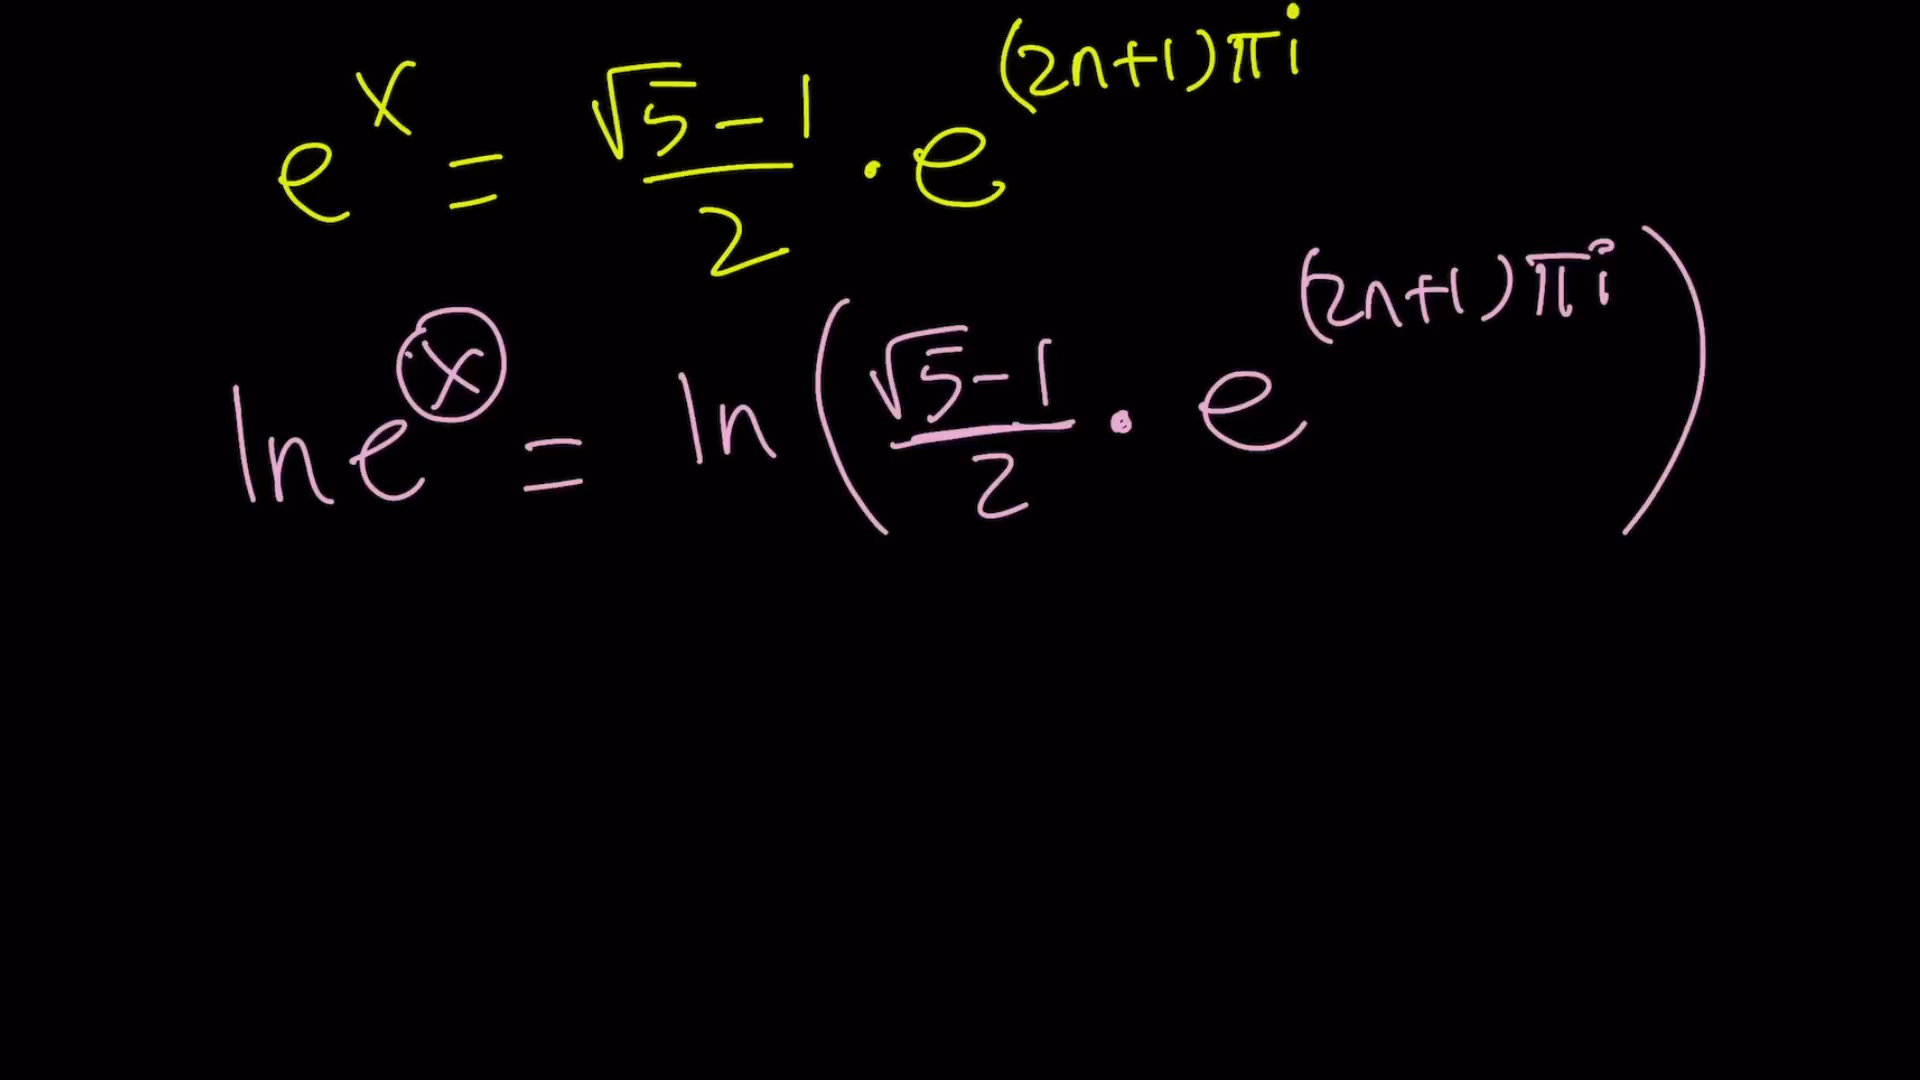 e^x = (√5 - 1)/2 · e^((2n+1)πi)
ln e^x = ln ( (√5 - 1)/2 · e^((2n+1)πi) )